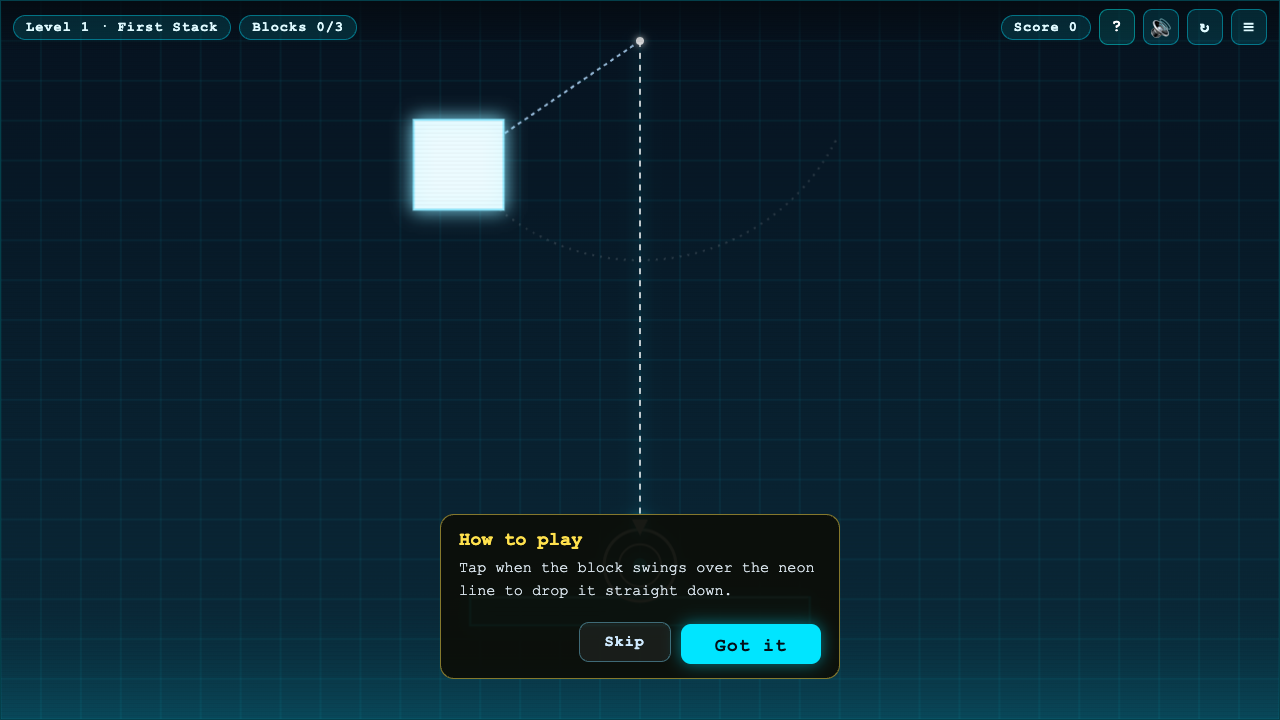 Level 1 · First Stack
Blocks 0/3
Score 0
?
How to play
Tap when the block swings over the neon
line to drop it straight down.
Skip
Got it